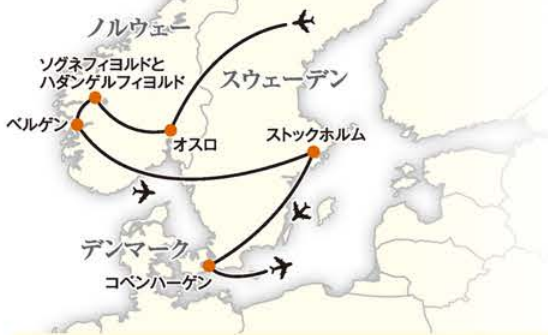 ノルウェー
ソグネフィヨルドと
ハダンゲルフィヨルド
スウェーデン
ベルゲン
オスロ
ストックホルム
デンマーク
コペンハーゲン